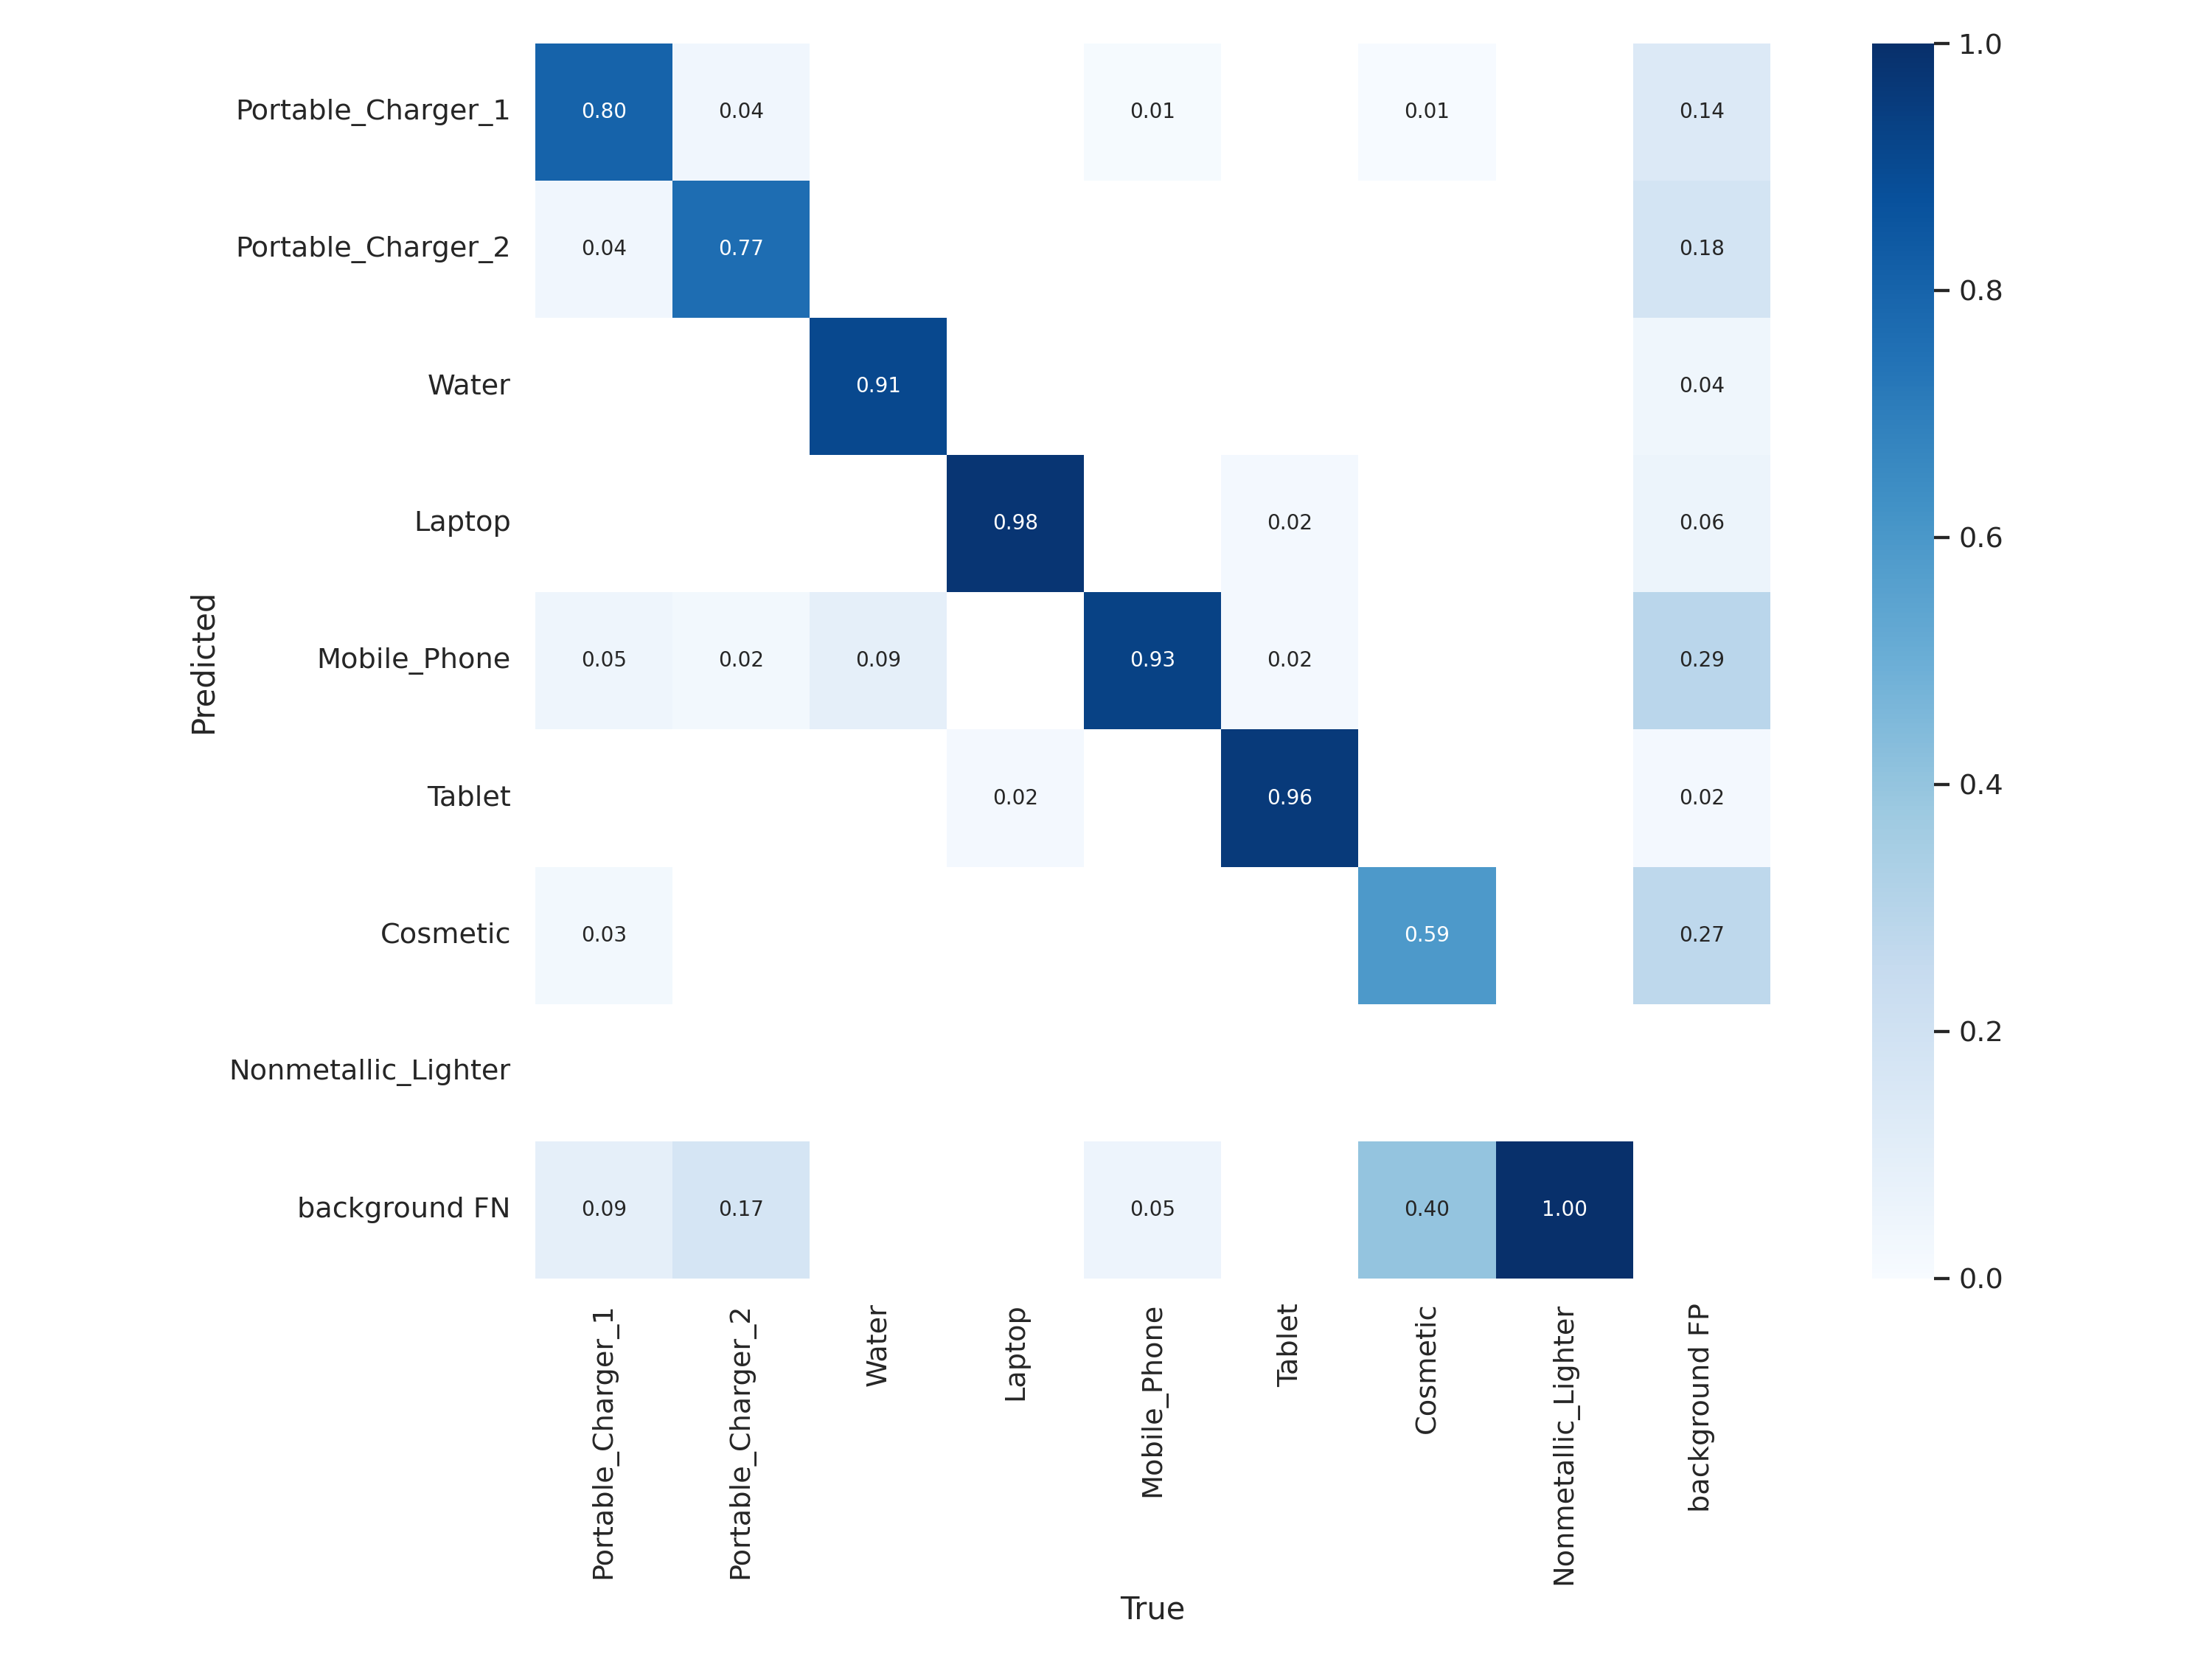 Portable_Charger_1 0.80 0.04 0.01 0.01 0.14
Portable_Charger_2 0.04 0.77 0.18
Water 0.91 0.04
Laptop 0.98 0.02 0.06
Mobile_Phone 0.05 0.02 0.09 0.93 0.02 0.29
Tablet 0.02 0.96 0.02
Cosmetic 0.03 0.59 0.27
Nonmetallic_Lighter
background FN 0.09 0.17 0.05 0.40 1.00
Predicted
Portable_Charger_1
Portable_Charger_2
Water
Laptop
Mobile_Phone
Tablet
Cosmetic
Nonmetallic_Lighter
background FP
True
1.0
0.8
0.6
0.4
0.2
0.0